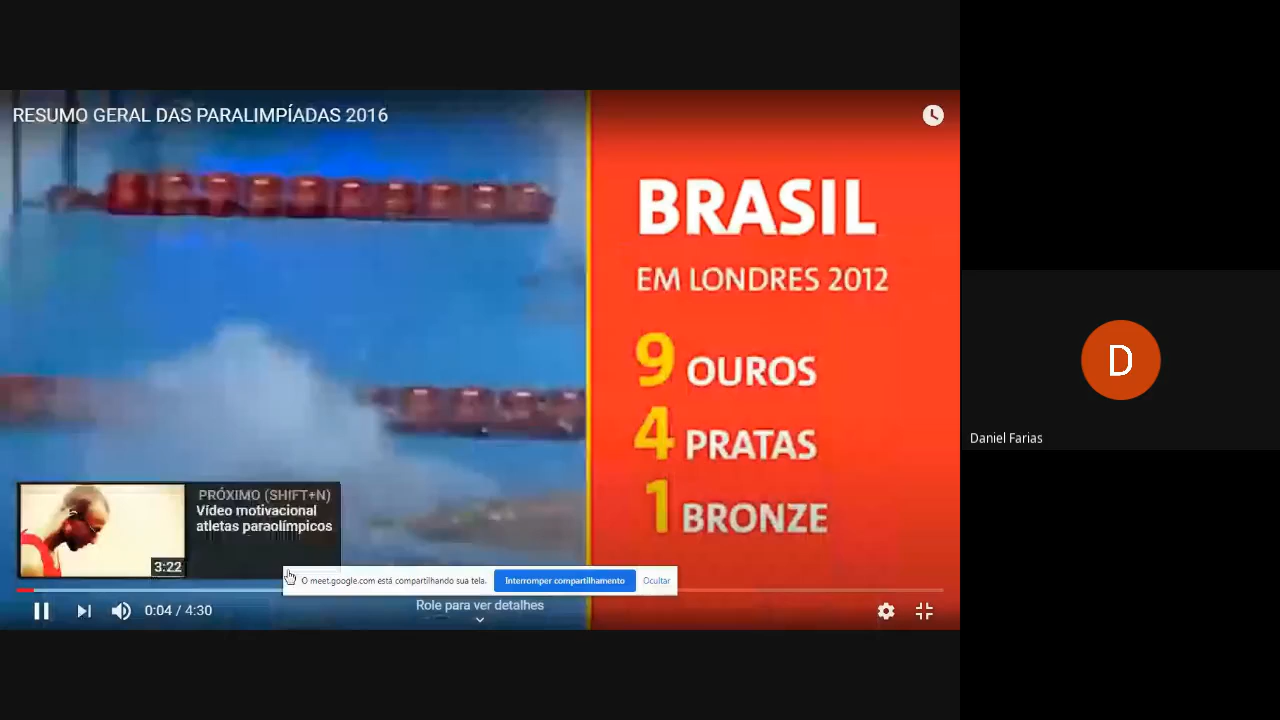 RESUMO GERAL DAS PARALIMPÍADAS 2016
BRASIL
EM LONDRES 2012
9 OUROS
4 PRATAS
1 BRONZE
PRÓXIMO (SHIFT+N)
Vídeo motivacional
atletas paraolímpicos
3:22
O meet.google.com está compartilhando sua tela.
Interromper compartilhamento
Ocultar
0:04 / 4:30
Role para ver detalhes
D
Daniel Farias